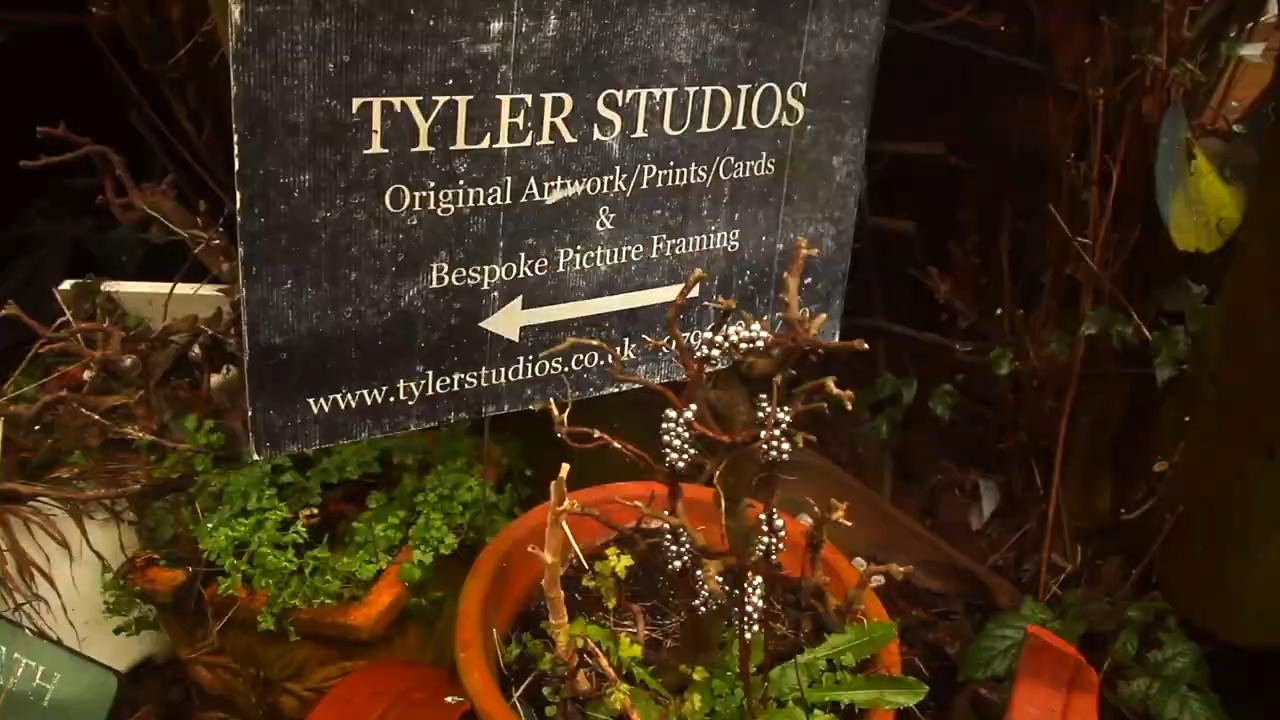 TYLER STUDIOS
Original Artwork/Prints/Cards
&
Bespoke Picture Framing
www.tylerstudios.co.uk